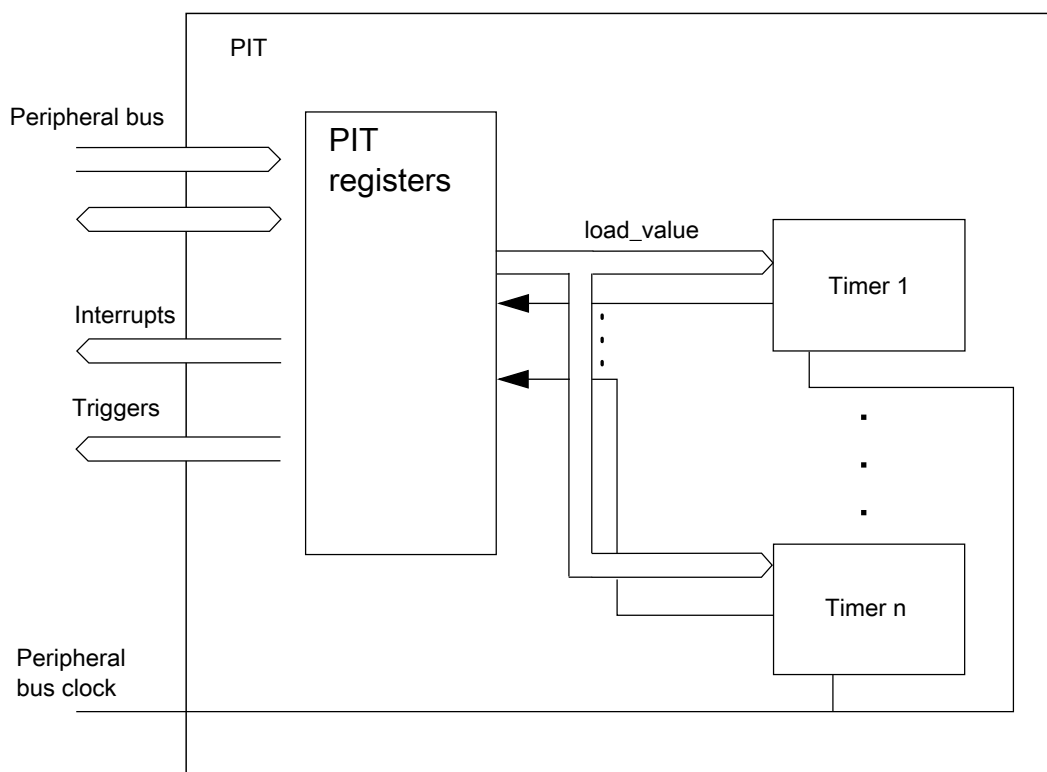 PIT
Peripheral bus
PIT
registers
load_value
Timer 1
Interrupts
Triggers
Timer n
Peripheral
bus clock